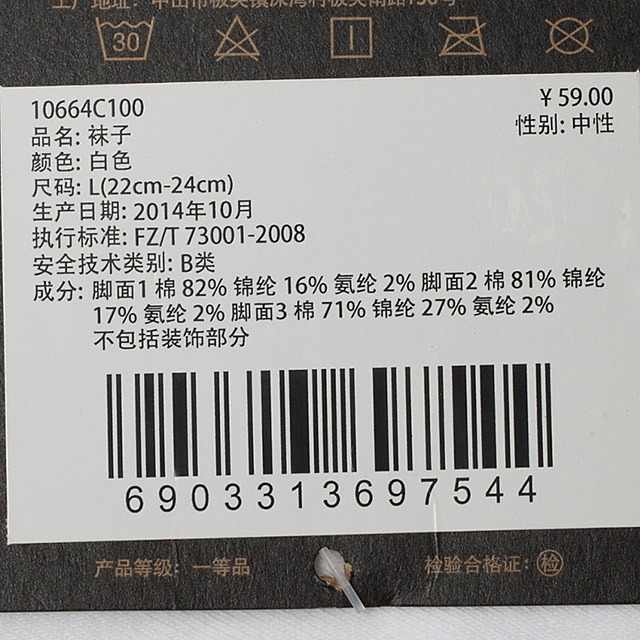 30
10664C100
¥59.00
品名: 袜子
性别: 中性
颜色: 白色
尺码: L(22cm-24cm)
生产日期: 2014年10月
执行标准: FZ/T 73001-2008
安全技术类别: B类
成分: 脚面1 棉 82% 锦纶 16% 氨纶 2% 脚面2 棉 81% 锦纶
17% 氨纶 2% 脚面3 棉 71% 锦纶 27% 氨纶 2%
不包括装饰部分
6903313697544
产品等级: 一等品
检验合格证: 检